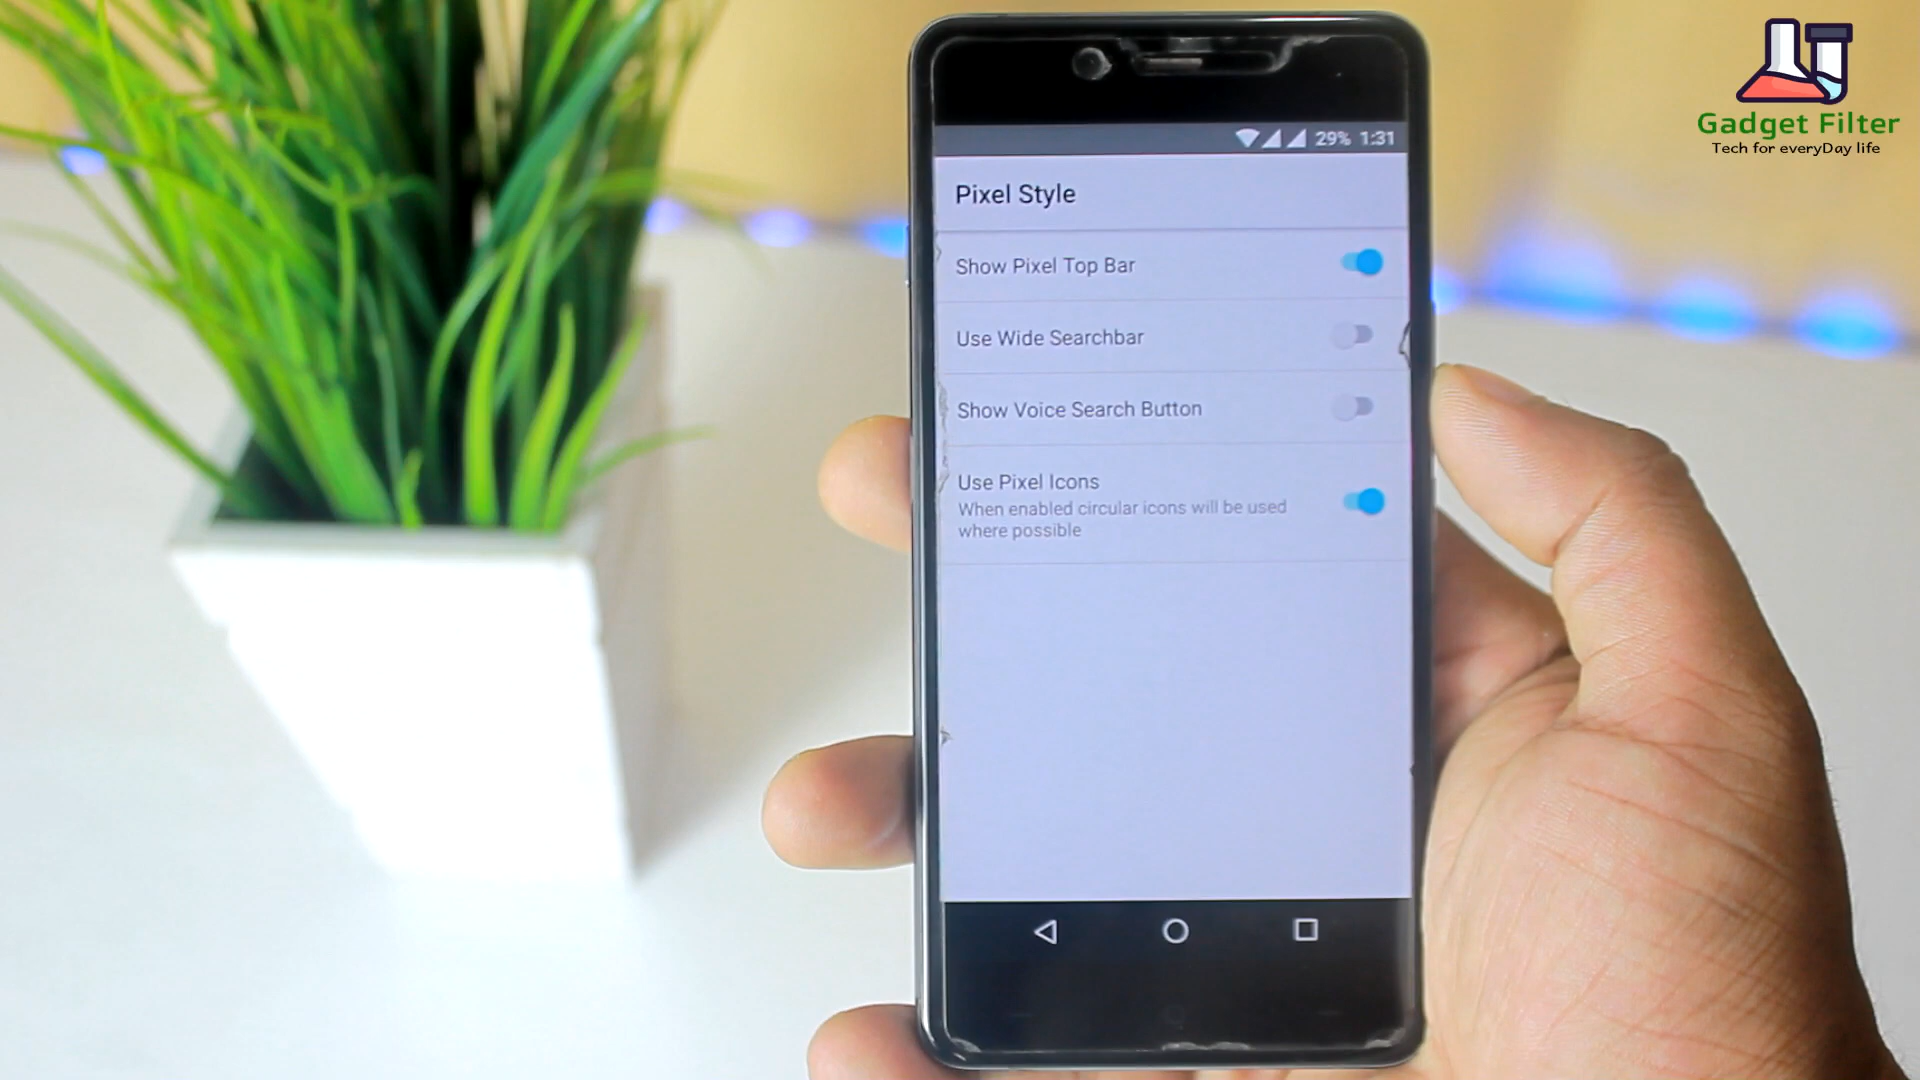 Gadget Filter
Tech for everyDay life
29% 1:31
Pixel Style
Show Pixel Top Bar
Use Wide Searchbar
Show Voice Search Button
Use Pixel Icons
When enabled circular icons will be used
where possible